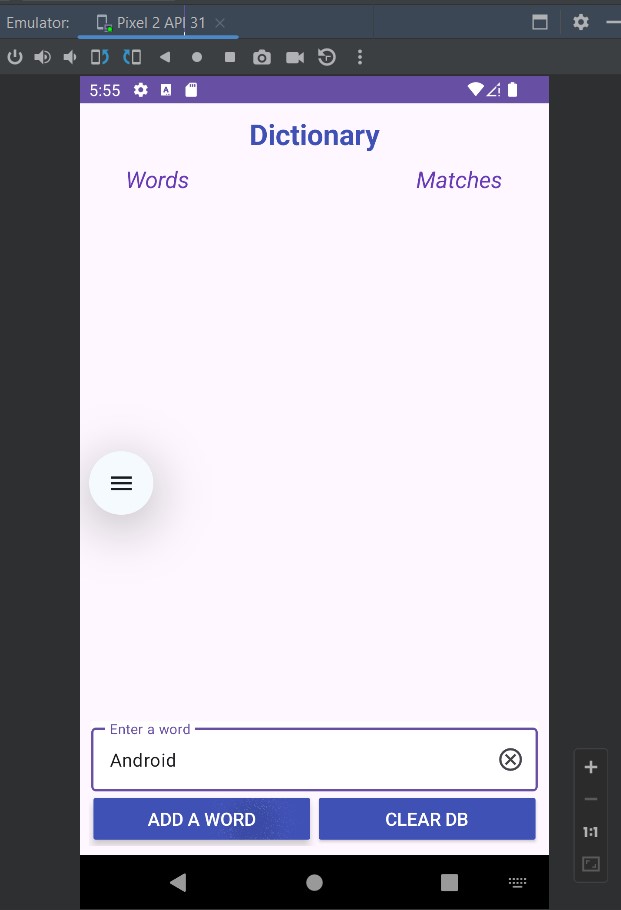 Emulator: Pixel 2 API 31
5:55
Dictionary
Words Matches
Enter a word
Android
ADD A WORD CLEAR DB
1:1